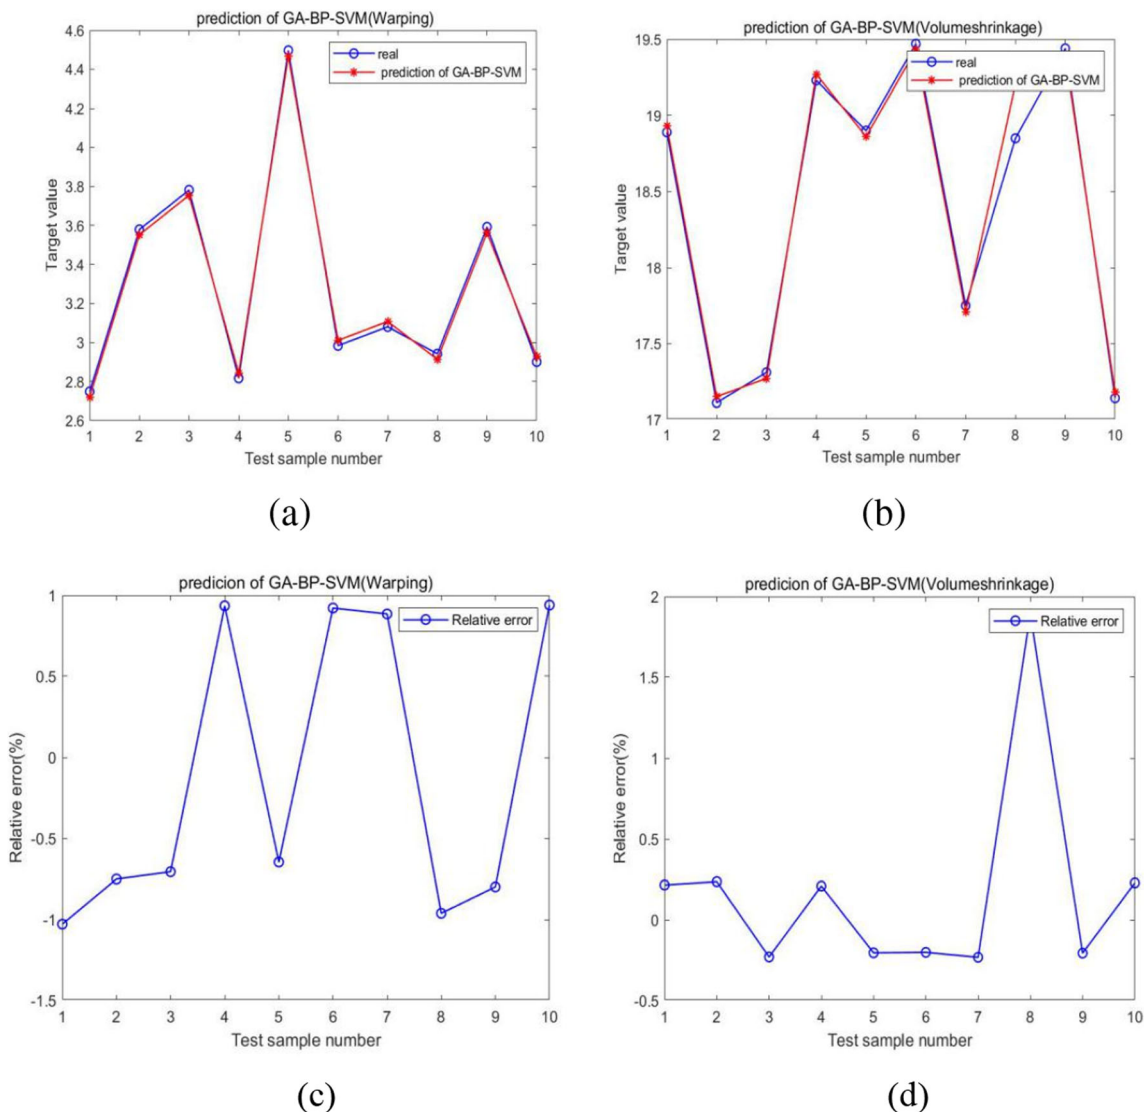 prediction of GA-BP-SVM(Warping)
4.6
4.4
4.2
4
3.8
3.6
3.4
3.2
3
2.8
2.6
Target value
real
prediction of GA-BP-SVM
1 2 3 4 5 6 7 8 9 10
Test sample number
(a)
prediction of GA-BP-SVM(Volumeshrinkage)
19.5
19
18.5
18
17.5
17
Target value
real
prediction of GA-BP-SVM
1 2 3 4 5 6 7 8 9 10
Test sample number
(b)
predicion of GA-BP-SVM(Warping)
1
0.5
0
-0.5
-1
-1.5
Relative error(%)
Relative error
1 2 3 4 5 6 7 8 9 10
Test sample number
(c)
predicion of GA-BP-SVM(Volumeshrinkage)
2
1.5
1
0.5
0
-0.5
Relative error(%)
Relative error
1 2 3 4 5 6 7 8 9 10
Test sample number
(d)